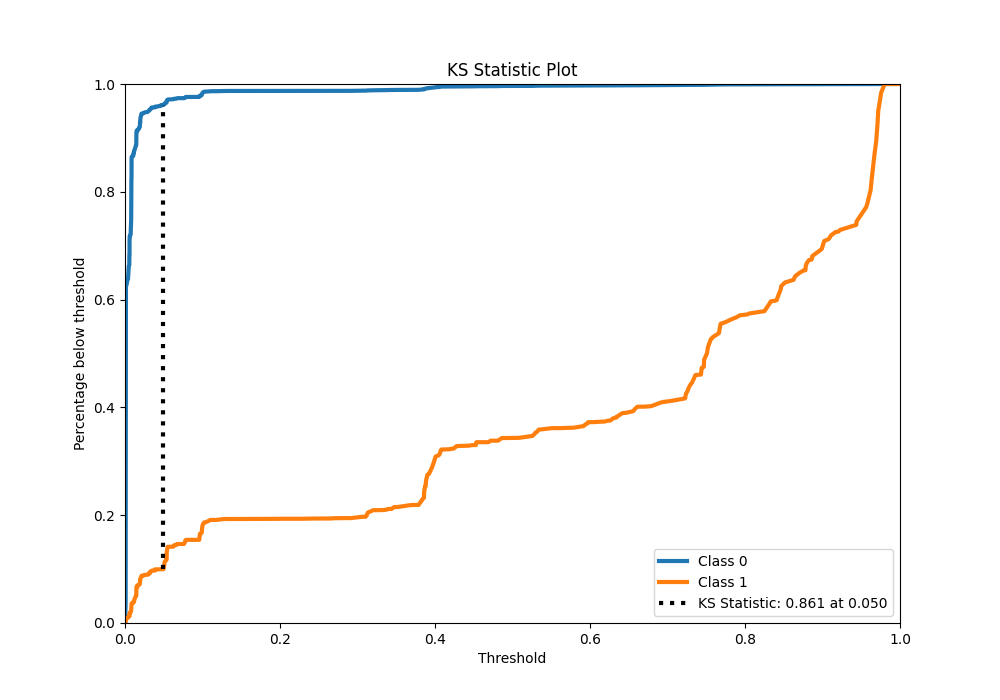 KS Statistic Plot
1.0
0.8
0.6
0.4
0.2
0.0
Percentage below threshold
0.0 0.2 0.4 0.6 0.8 1.0
Threshold
Class 0
Class 1
KS Statistic: 0.861 at 0.050